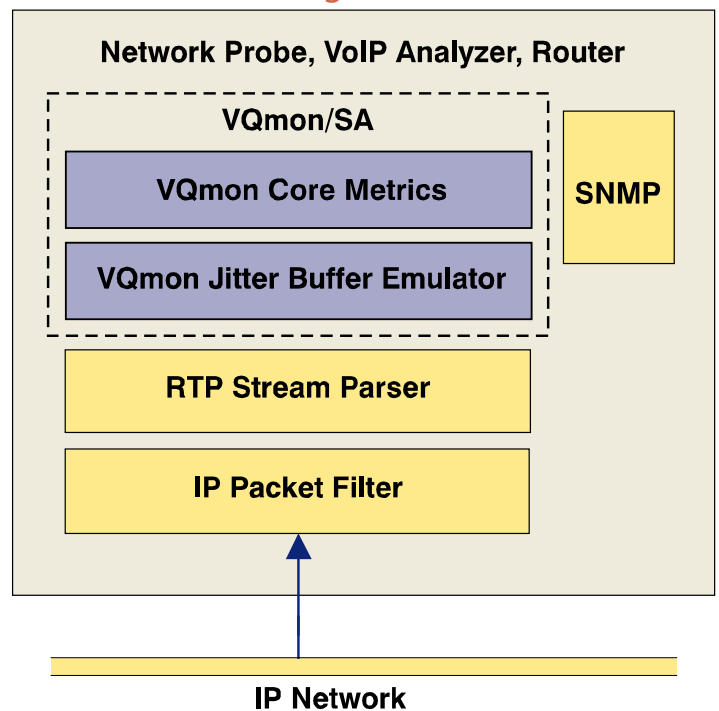 Network Probe, VoIP Analyzer, Router
VQmon/SA
VQmon Core Metrics
SNMP
VQmon Jitter Buffer Emulator
RTP Stream Parser
IP Packet Filter
IP Network